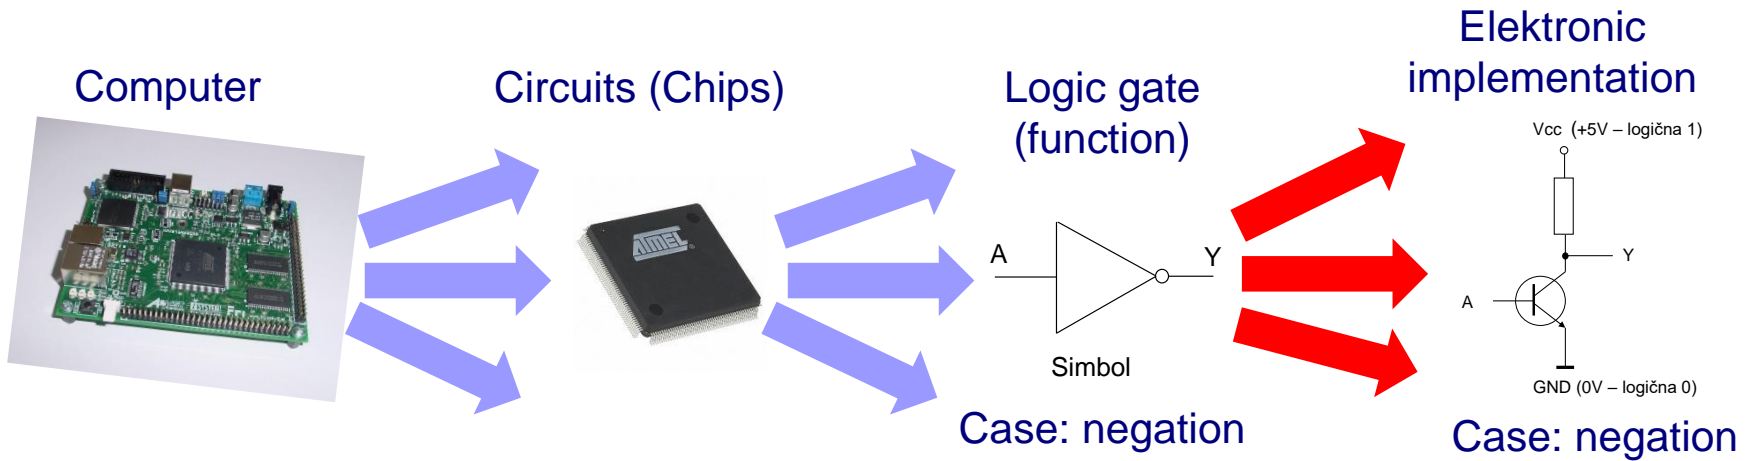 Computer
Circuits (Chips)
ATMEL
Logic gate
(function)
A
Y
Simbol
Case: negation
Elektronic
implementation
Vcc (+5V – logična 1)
Y
A
GND (0V – logična 0)
Case: negation